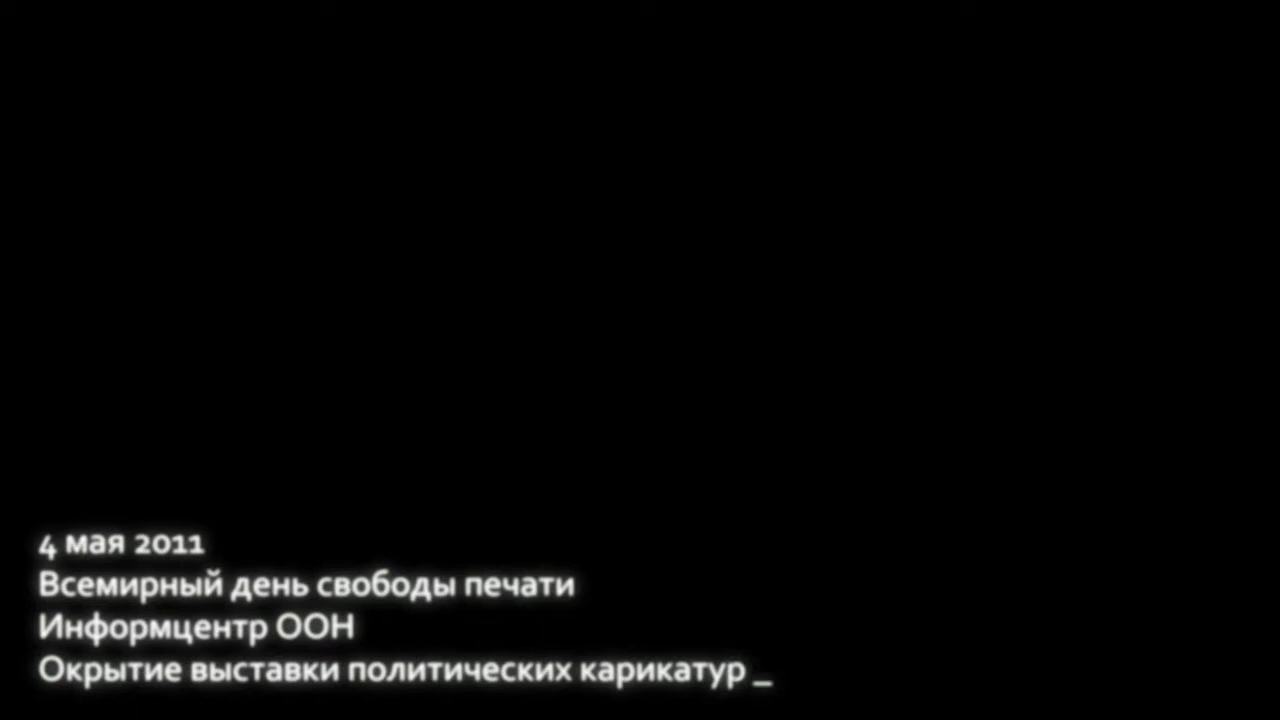 4 мая 2011
Всемирный день свободы печати
Информцентр ООН
Окрытие выставки политических карикатур _